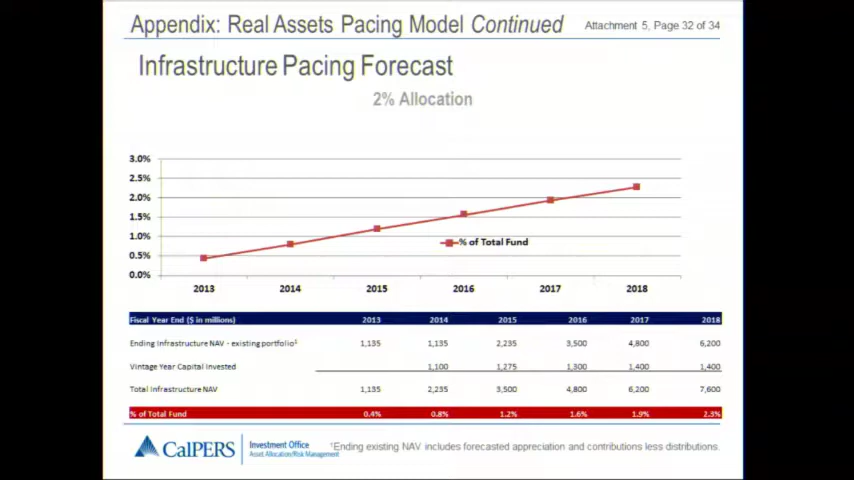 Appendix: Real Assets Pacing Model Continued
Attachment 5, Page 32 of 34
Infrastructure Pacing Forecast
2% Allocation
3.0%
2.5%
2.0%
1.5%
1.0%
0.5%
0.0%
% of Total Fund
2013 2014 2015 2016 2017 2018
Fiscal Year End ($ in millions) 2013 2014 2015 2016 2017 2018
Ending Infrastructure NAV - existing portfolio¹ 1,135 1,135 2,235 3,500 4,800 6,200
Vintage Year Capital Invested 1,100 1,275 1,300 1,400 1,400
Total Infrastructure NAV 1,135 2,235 3,500 4,800 6,200 7,600
% of Total Fund 0.4% 0.8% 1.2% 1.6% 1.9% 2.3%
CalPERS
Investment Office
Asset Allocation/Risk Management
¹Ending existing NAV includes forecasted appreciation and contributions less distributions.